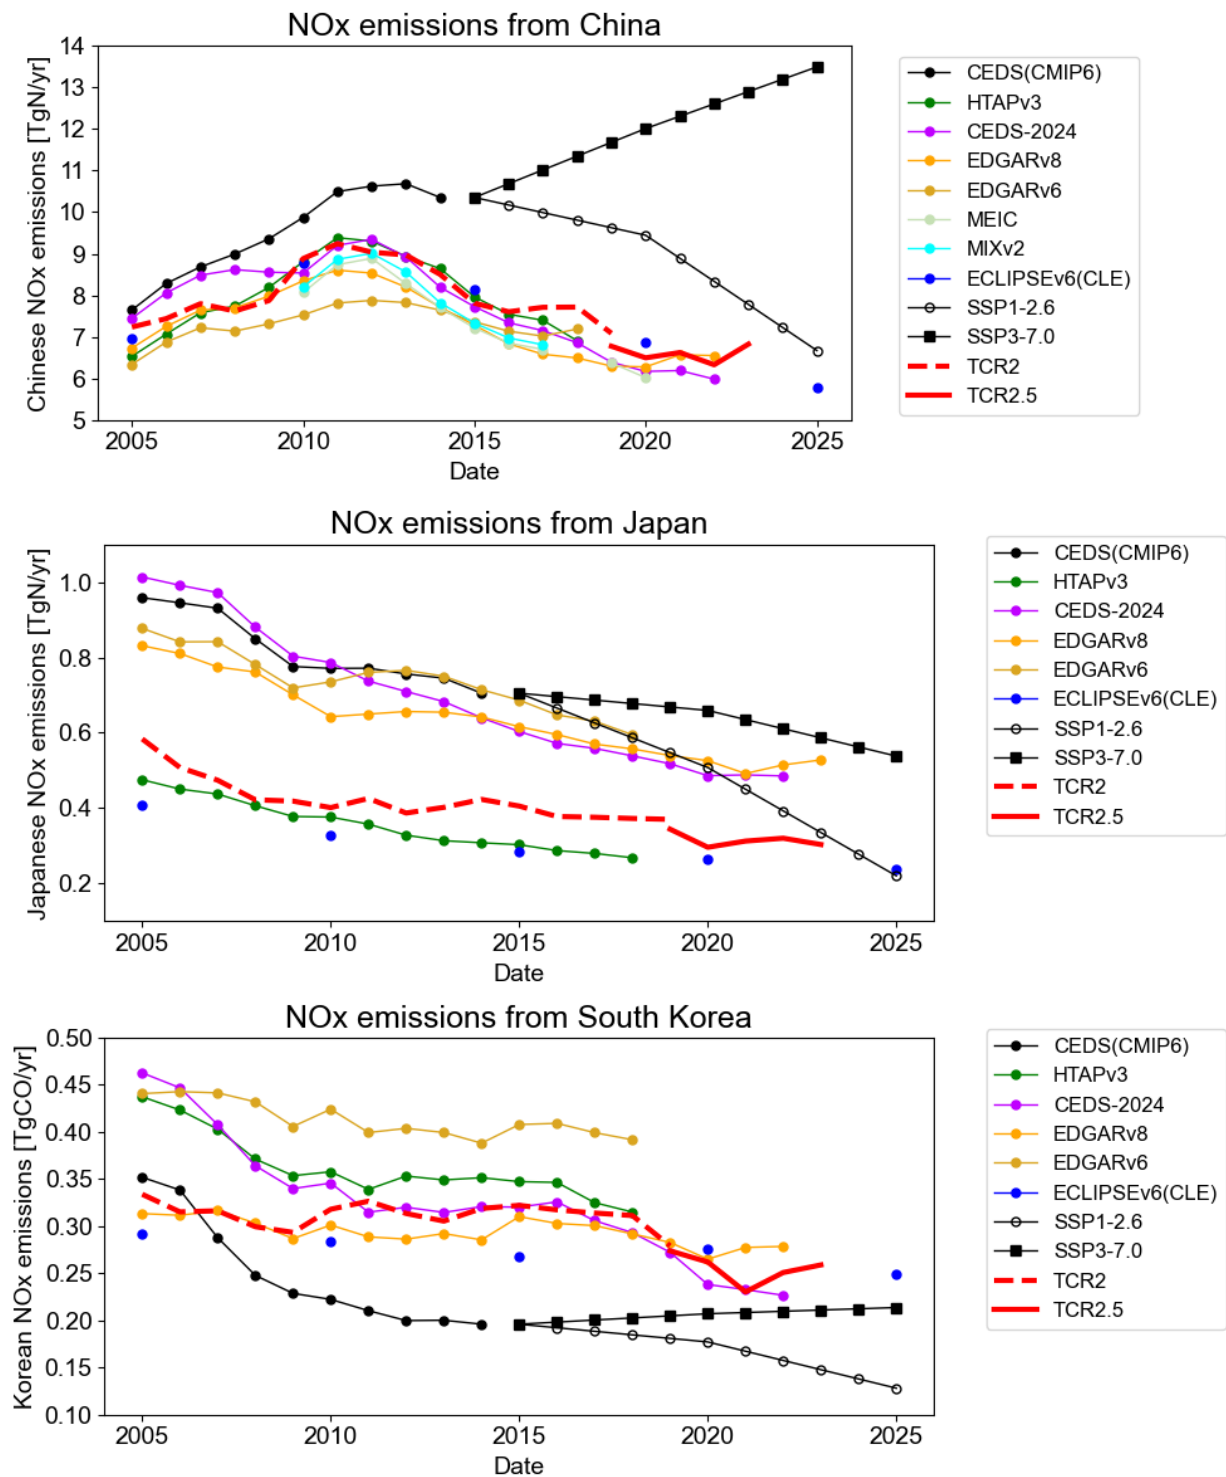 NOx emissions from China
Chinese NOx emissions [TgN/yr]
14
13
12
11
10
9
8
7
6
5
2005 2010 2015 2020 2025
Date
CEDS(CMIP6)
HTAPv3
CEDS-2024
EDGARv8
EDGARv6
MEIC
MIXv2
ECLIPSEv6(CLE)
SSP1-2.6
SSP3-7.0
TCR2
TCR2.5
NOx emissions from Japan
Japanese NOx emissions [TgN/yr]
1.0
0.8
0.6
0.4
0.2
2005 2010 2015 2020 2025
Date
CEDS(CMIP6)
HTAPv3
CEDS-2024
EDGARv8
EDGARv6
ECLIPSEv6(CLE)
SSP1-2.6
SSP3-7.0
TCR2
TCR2.5
NOx emissions from South Korea
Korean NOx emissions [TgCO/yr]
0.50
0.45
0.40
0.35
0.30
0.25
0.20
0.15
0.10
2005 2010 2015 2020 2025
Date
CEDS(CMIP6)
HTAPv3
CEDS-2024
EDGARv8
EDGARv6
ECLIPSEv6(CLE)
SSP1-2.6
SSP3-7.0
TCR2
TCR2.5